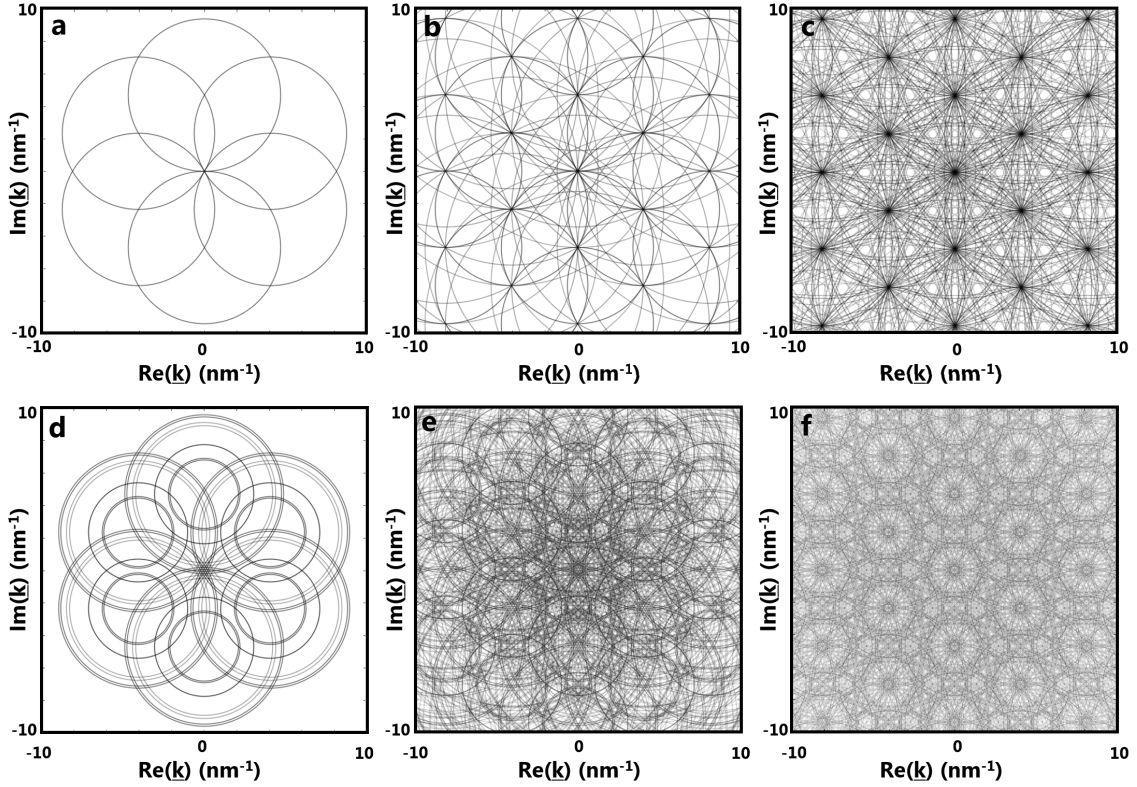 10 a
Im(k) (nm-1)
-10
-10 0 10
Re(k) (nm-1)
10 b
Im(k) (nm-1)
-10
-10 0 10
Re(k) (nm-1)
10 c
Im(k) (nm-1)
-10
-10 0 10
Re(k) (nm-1)
10 d
Im(k) (nm-1)
-10
-10 0 10
Re(k) (nm-1)
10 e
Im(k) (nm-1)
-10
-10 0 10
Re(k) (nm-1)
10 f
Im(k) (nm-1)
-10
-10 0 10
Re(k) (nm-1)